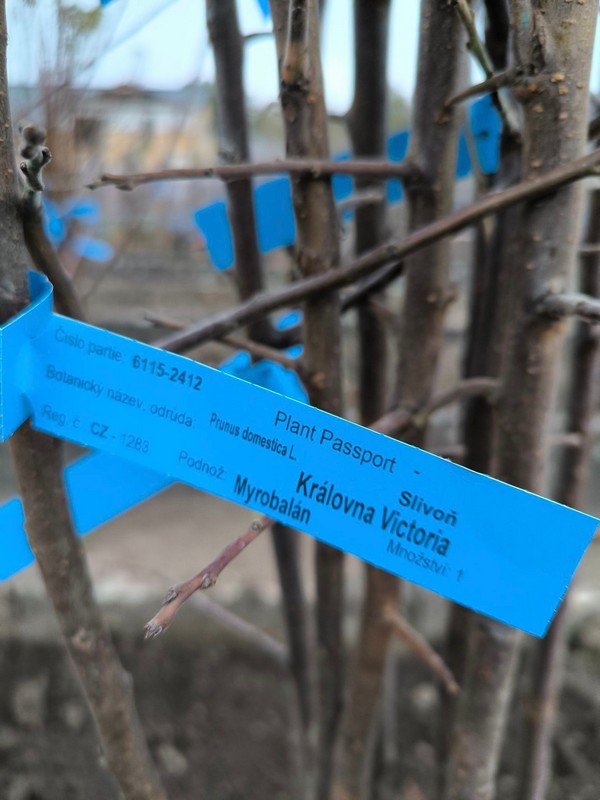 Číslo partie: 6115-2412
Plant Passport -
Botanický název, odrůda Prunus domestica L. Slivoň
Královna Victoria
Reg. č. CZ - 1283 Podnož: Myrobalán Množství: 1